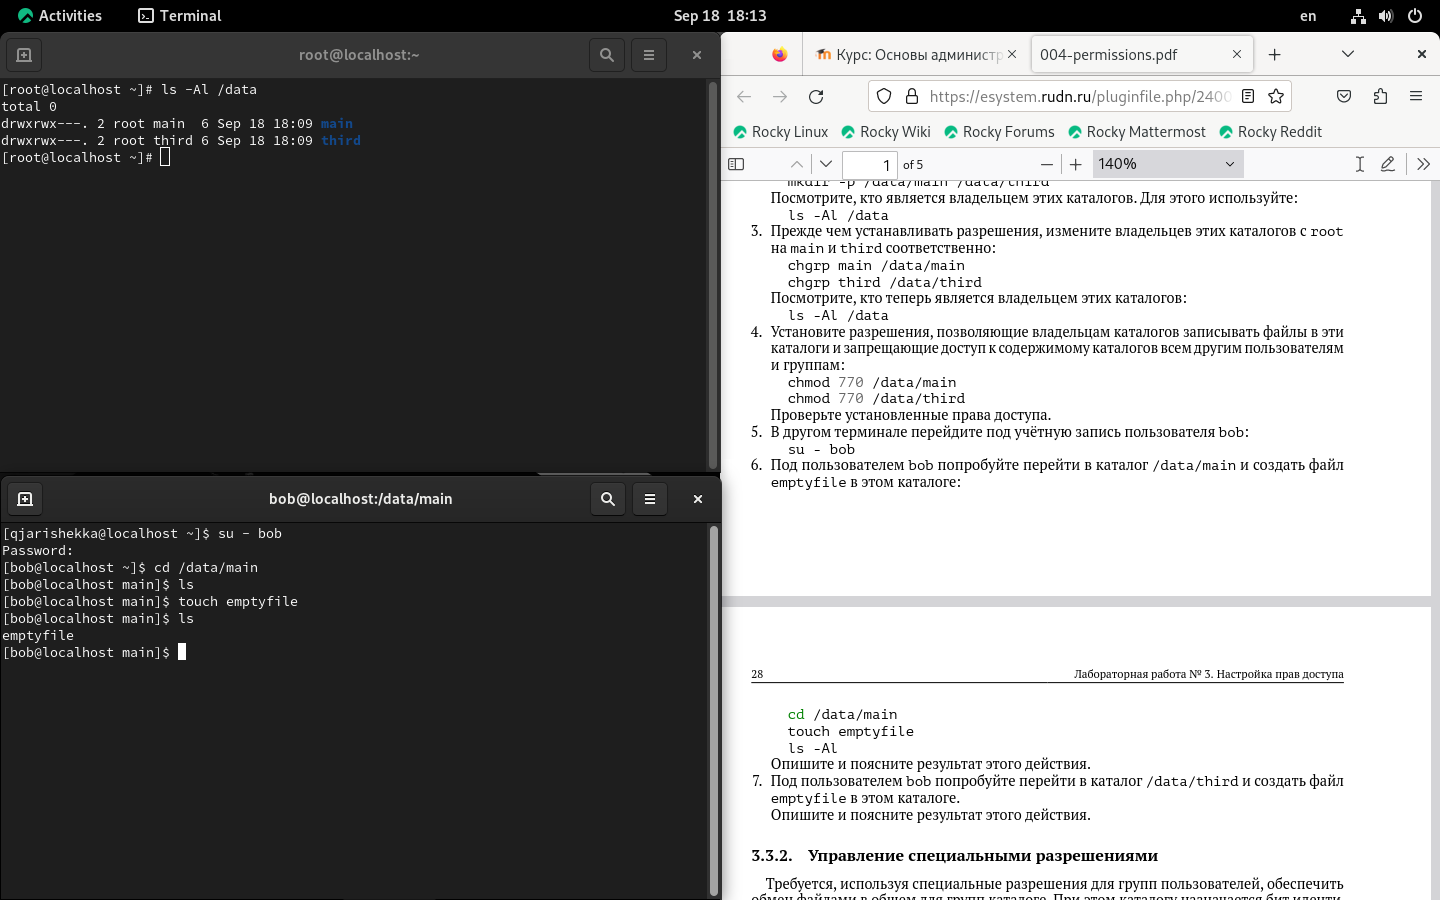 Activities
Terminal
Sep 18 18:13
en
root@localhost:~
[root@localhost ~]# ls -Al /data
total 0
drwxrwx---. 2 root main  6 Sep 18 18:09 main
drwxrwx---. 2 root third 6 Sep 18 18:09 third
[root@localhost ~]#
bob@localhost:/data/main
[qjarishekka@localhost ~]$ su - bob
Password:
[bob@localhost ~]$ cd /data/main
[bob@localhost main]$ ls
[bob@localhost main]$ touch emptyfile
[bob@localhost main]$ ls
emptyfile
[bob@localhost main]$
Курс: Основы администр
004-permissions.pdf
https://esystem.rudn.ru/pluginfile.php/2400
Rocky Linux
Rocky Wiki
Rocky Forums
Rocky Mattermost
Rocky Reddit
1 of 5
140%
mkdir -p /data/main /data/third
Посмотрите, кто является владельцем этих каталогов. Для этого используйте:
ls -Al /data
3. Прежде чем устанавливать разрешения, измените владельцев этих каталогов с root
на main и third соответственно:
chgrp main /data/main
chgrp third /data/third
Посмотрите, кто теперь является владельцем этих каталогов:
ls -Al /data
4. Установите разрешения, позволяющие владельцам каталогов записывать файлы в эти
каталоги и запрещающие доступ к содержимому каталогов всем другим пользователям
и группам:
chmod 770 /data/main
chmod 770 /data/third
Проверьте установленные права доступа.
5. В другом терминале перейдите под учётную запись пользователя bob:
su - bob
6. Под пользователем bob попробуйте перейти в каталог /data/main и создать файл
emptyfile в этом каталоге:
28 Лабораторная работа № 3. Настройка прав доступа
cd /data/main
touch emptyfile
ls -Al
Опишите и поясните результат этого действия.
7. Под пользователем bob попробуйте перейти в каталог /data/third и создать файл
emptyfile в этом каталоге.
Опишите и поясните результат этого действия.
3.3.2. Управление специальными разрешениями
Требуется, используя специальные разрешения для групп пользователей, обеспечить
обмен файлами в общем для групп каталоге. При этом каталогу назначается бит иденти-